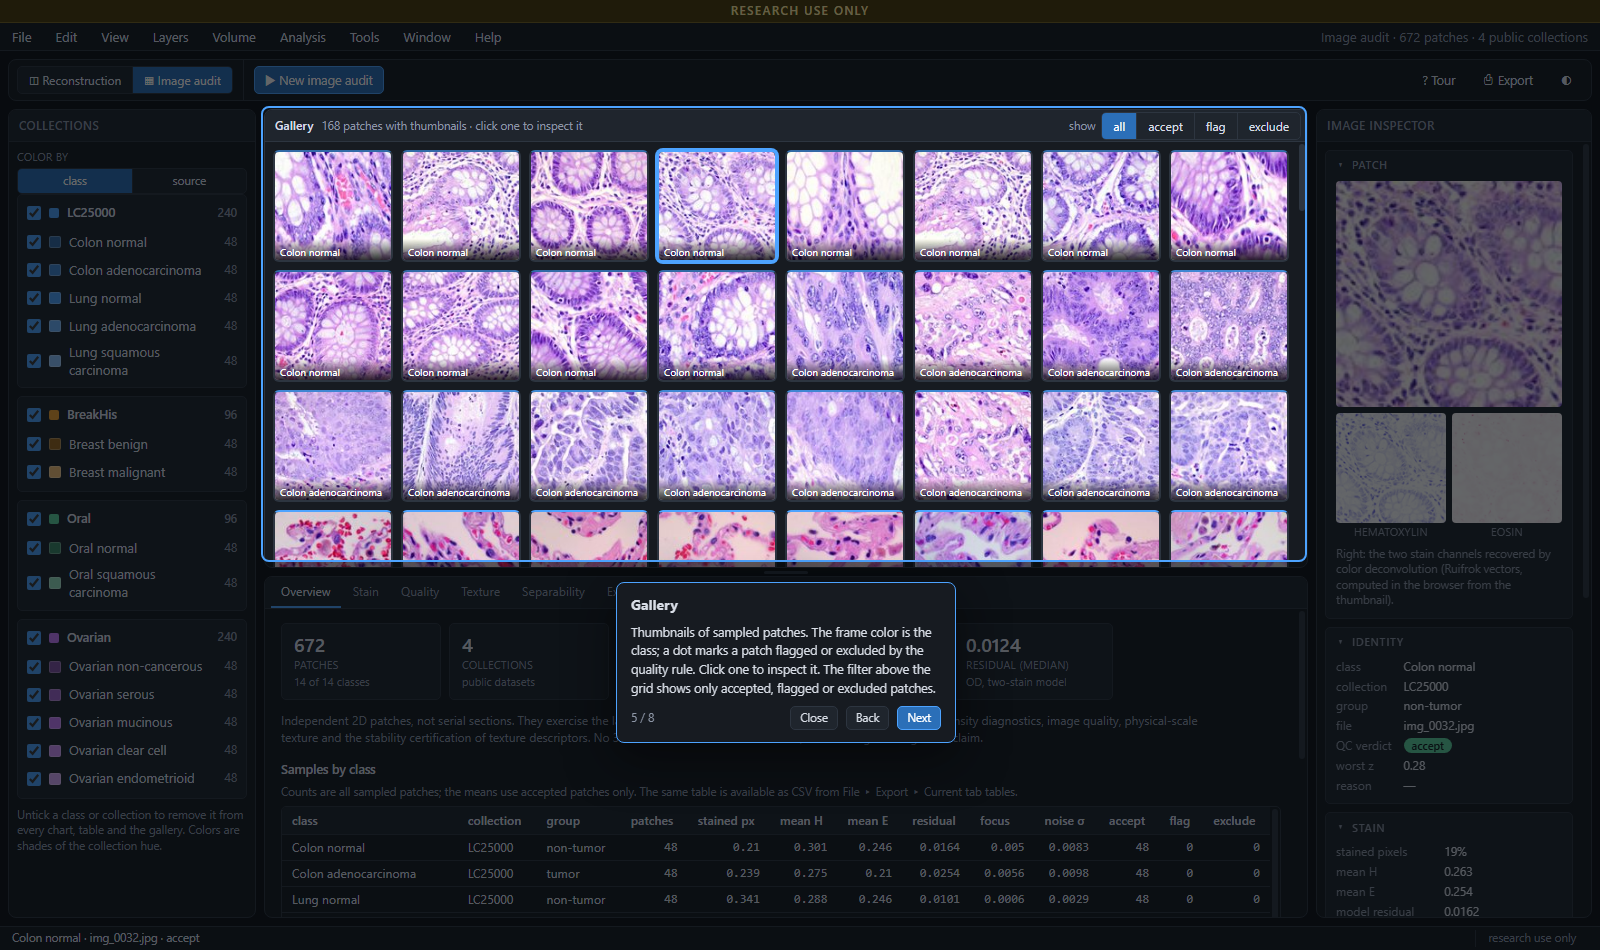 RESEARCH USE ONLY
File Edit View Layers Volume Analysis Tools Window Help
Image audit · 672 patches · 4 public collections
Reconstruction Image audit ▶ New image audit
? Tour Export
COLLECTIONS
COLOR BY
class source
LC25000 240
Colon normal 48
Colon adenocarcinoma 48
Lung normal 48
Lung adenocarcinoma 48
Lung squamous
carcinoma 48
BreakHis 96
Breast benign 48
Breast malignant 48
Oral 96
Oral normal 48
Oral squamous
carcinoma 48
Ovarian 240
Ovarian non-cancerous 48
Ovarian serous 48
Ovarian mucinous 48
Ovarian clear cell 48
Ovarian endometrioid 48
Untick a class or collection to remove it from
every chart, table and the gallery. Colors are
shades of the collection hue.
Gallery 168 patches with thumbnails · click one to inspect it
show all accept flag exclude
Colon normal Colon normal Colon normal Colon normal Colon normal Colon normal Colon normal Colon normal
Colon normal Colon normal Colon normal Colon normal Colon adenocarcinoma Colon adenocarcinoma Colon adenocarcinoma Colon adenocarcinoma
Colon adenocarcinoma Colon adenocarcinoma Colon adenocarcinoma Colon adenocarcinoma Colon adenocarcinoma Colon adenocarcinoma Colon adenocarcinoma Colon adenocarcinoma
Overview Stain Quality Texture Separability
672
PATCHES
14 of 14 classes
4
COLLECTIONS
public datasets
0.0124
RESIDUAL (MEDIAN)
OD, two-stain model
Independent 2D patches, not serial sections. They exercise the
diagnostics, image quality, physical-scale
texture and the stability certification of texture descriptors. No
claim.
Gallery
Thumbnails of sampled patches. The frame color is the
class; a dot marks a patch flagged or excluded by the
quality rule. Click one to inspect it. The filter above the
grid shows only accepted, flagged or excluded patches.
5 / 8 Close Back Next
Samples by class
Counts are all sampled patches; the means use accepted patches only. The same table is available as CSV from File ▸ Export ▸ Current tab tables.
class collection group patches stained px mean H mean E residual focus noise σ accept flag exclude
Colon normal LC25000 non-tumor 48 0.21 0.301 0.246 0.0164 0.005 0.0083 48 0 0
Colon adenocarcinoma LC25000 tumor 48 0.239 0.275 0.21 0.0254 0.0056 0.0098 48 0 0
Lung normal LC25000 non-tumor 48 0.341 0.288 0.246 0.0101 0.0006 0.0029 48 0 0
IMAGE INSPECTOR
PATCH
HEMATOXYLIN EOSIN
Right: the two stain channels recovered by
color deconvolution (Ruifrok vectors,
computed in the browser from the
thumbnail).
IDENTITY
class Colon normal
collection LC25000
group non-tumor
file img_0032.jpg
QC verdict accept
worst z 0.28
reason —
STAIN
stained pixels 19%
mean H 0.263
mean E 0.254
model residual 0.0162
Colon normal · img_0032.jpg · accept
research use only